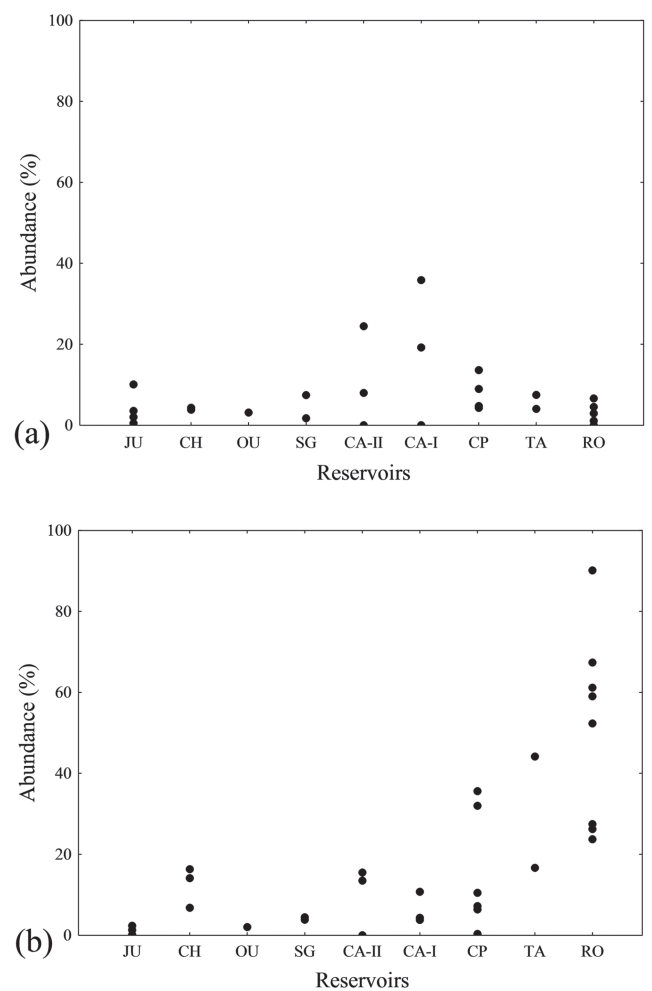 100
80
60
40
20
0
Abundance (%)
(a)
JU CH OU SG CA-II CA-I CP TA RO
Reservoirs
100
80
60
40
20
0
Abundance (%)
(b)
JU CH OU SG CA-II CA-I CP TA RO
Reservoirs